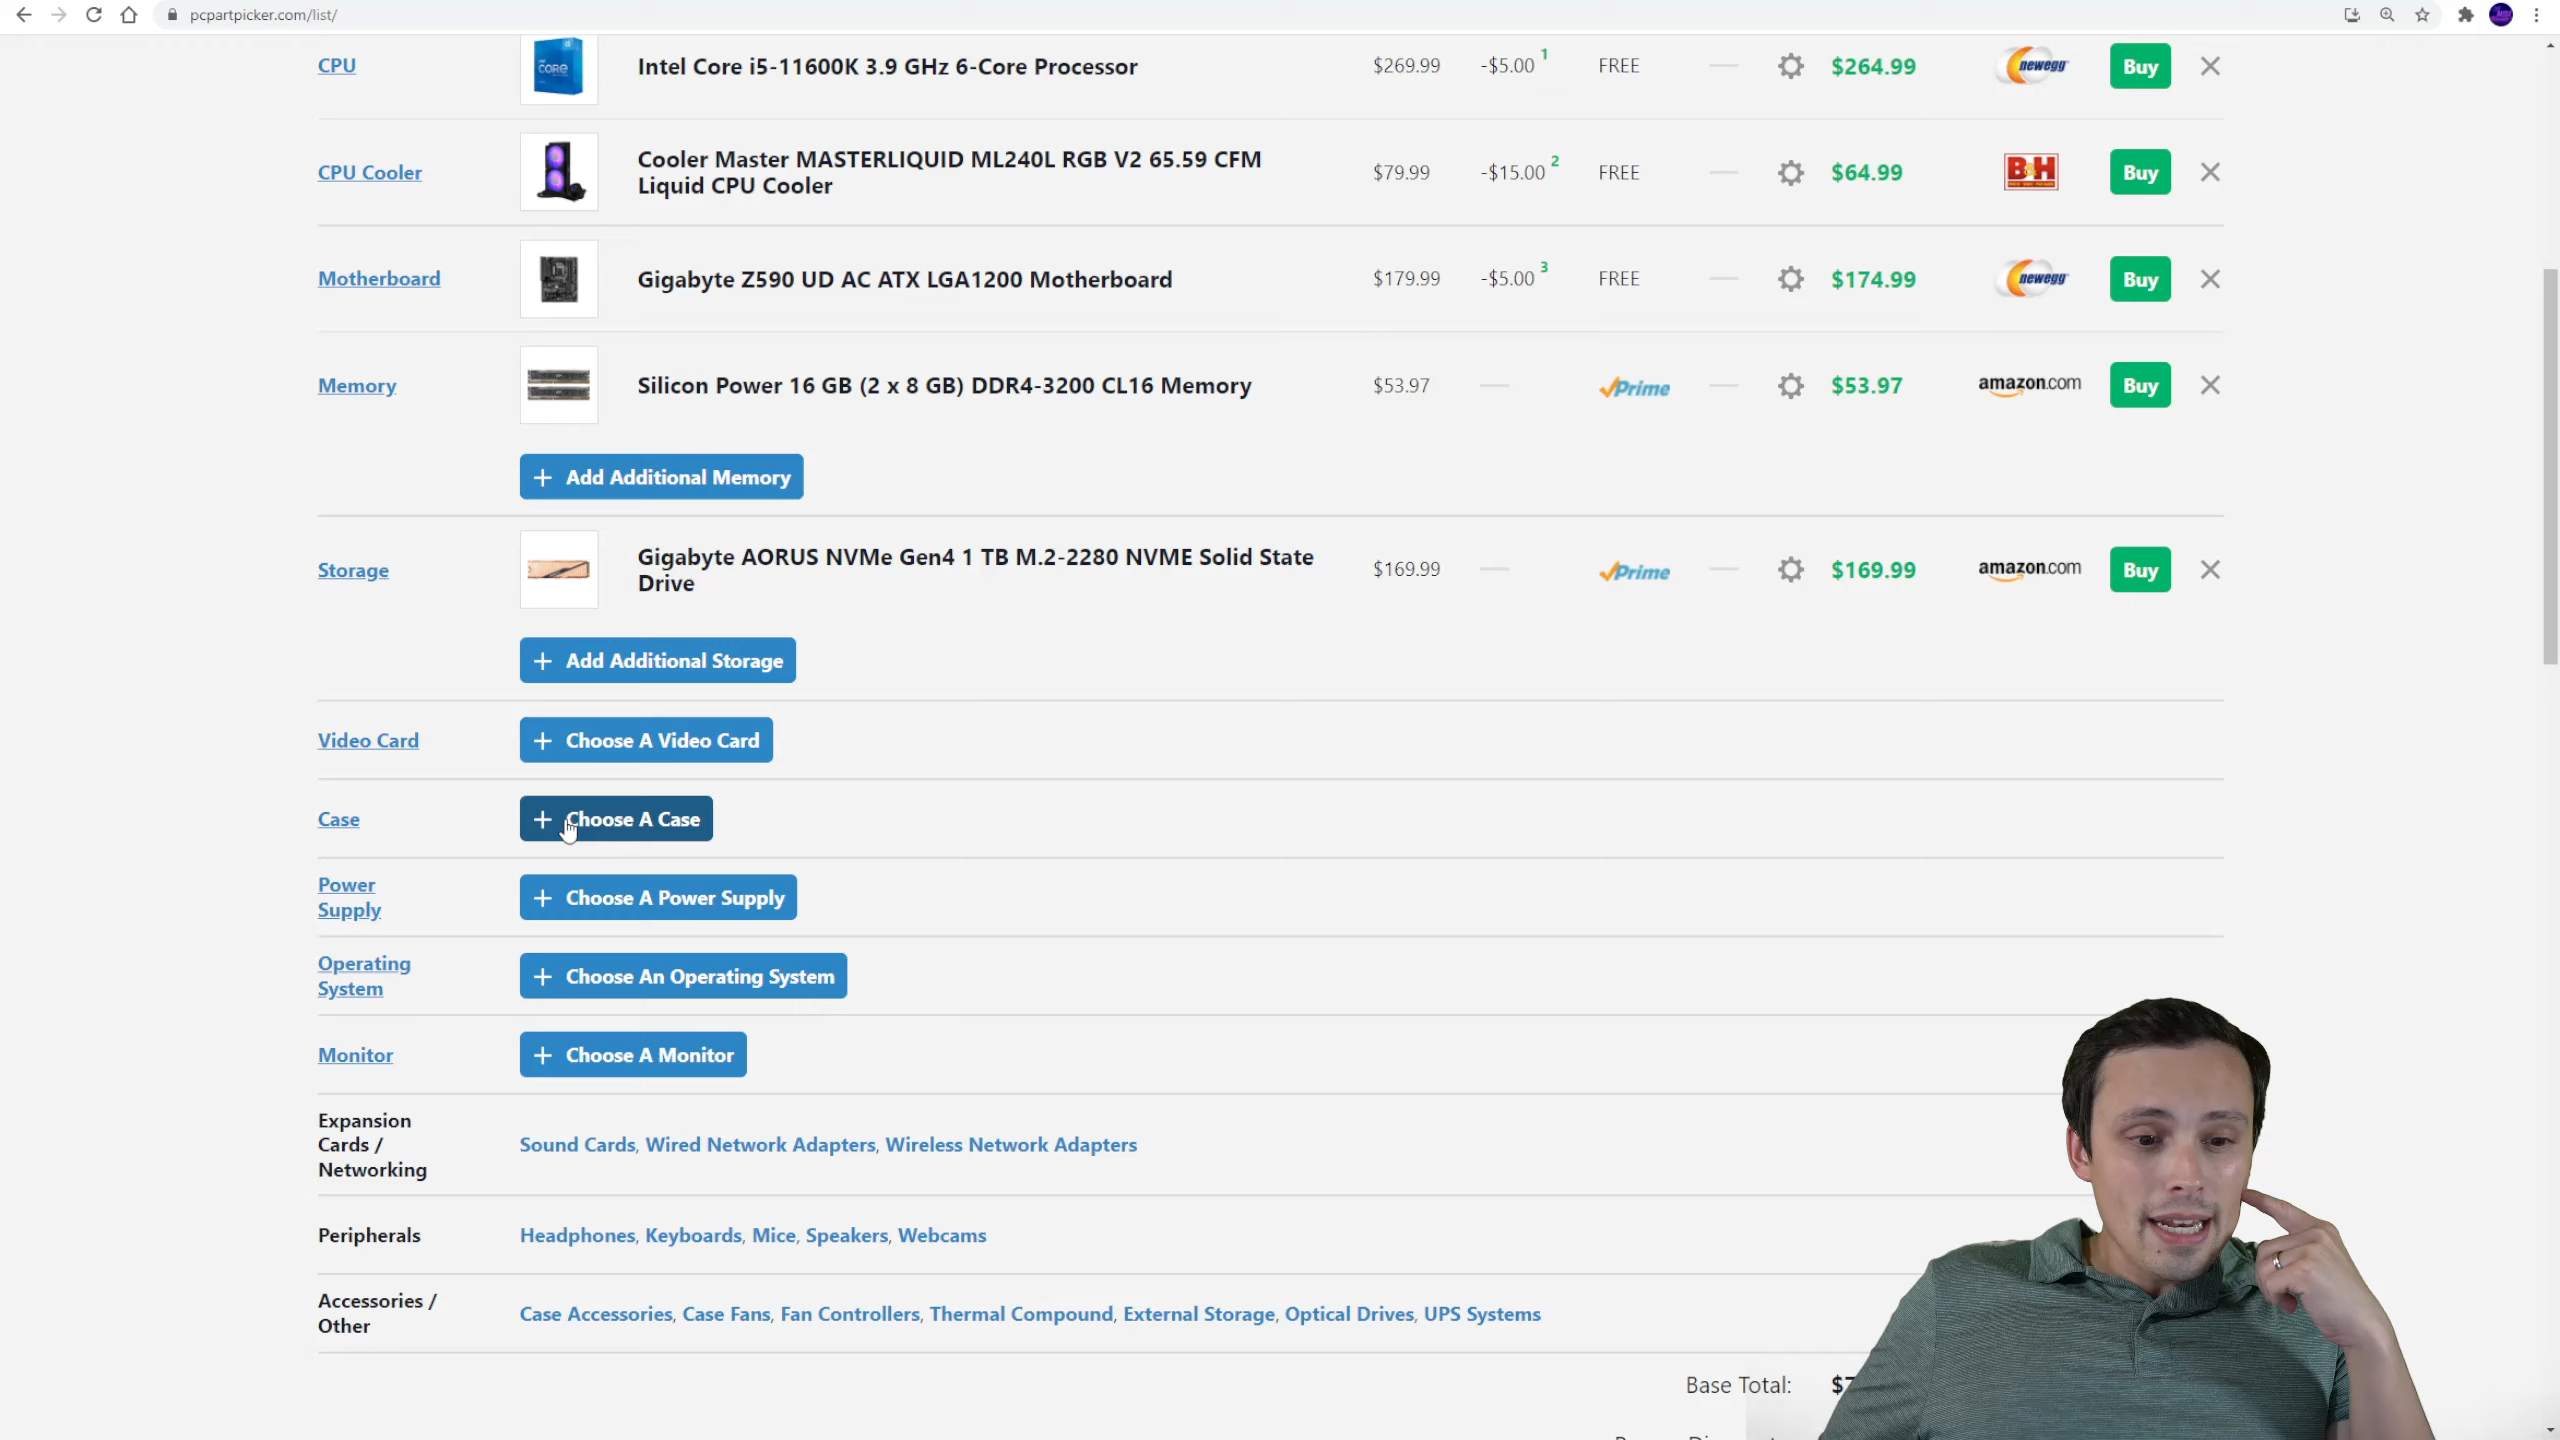 pcpartpicker.com/list/
CPU
CORE
i5
Intel Core i5-11600K 3.9 GHz 6-Core Processor
$269.99
-$5.00 1
FREE
$264.99
newegg
Buy
CPU Cooler
Cooler Master MASTERLIQUID ML240L RGB V2 65.59 CFM
Liquid CPU Cooler
$79.99
-$15.00 2
FREE
$64.99
B&H
Buy
Motherboard
Gigabyte Z590 UD AC ATX LGA1200 Motherboard
$179.99
-$5.00 3
FREE
$174.99
newegg
Buy
Memory
Silicon Power 16 GB (2 x 8 GB) DDR4-3200 CL16 Memory
$53.97
Prime
$53.97
amazon.com
Buy
+ Add Additional Memory
Storage
Gigabyte AORUS NVMe Gen4 1 TB M.2-2280 NVME Solid State
Drive
$169.99
Prime
$169.99
amazon.com
Buy
+ Add Additional Storage
Video Card
+ Choose A Video Card
Case
+ Choose A Case
Power
Supply
+ Choose A Power Supply
Operating
System
+ Choose An Operating System
Monitor
+ Choose A Monitor
Expansion
Cards /
Networking
Sound Cards, Wired Network Adapters, Wireless Network Adapters
Peripherals
Headphones, Keyboards, Mice, Speakers, Webcams
Accessories /
Other
Case Accessories, Case Fans, Fan Controllers, Thermal Compound, External Storage, Optical Drives, UPS Systems
Base Total:
$7